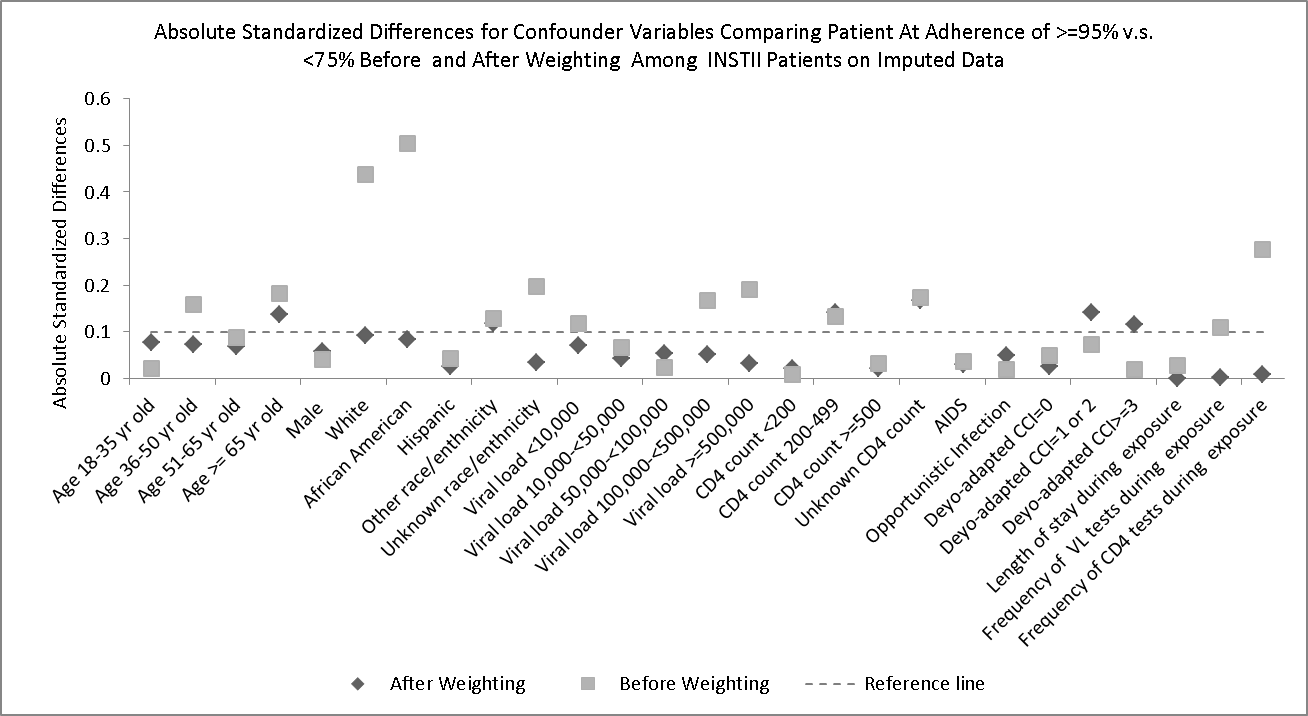 Absolute Standardized Differences for Confounder Variables Comparing Patient At Adherence of >=95% v.s.
<75% Before and After Weighting Among INSTII Patients on Imputed Data
Absolute Standardized Differences
0.6
0.5
0.4
0.3
0.2
0.1
0
Age 18-35 yr old
Age 36-50 yr old
Age 51-65 yr old
Age >= 65 yr old
Male
White
African American
Hispanic
Other race/enthnicity
Unknown race/enthnicity
Viral load <10,000
Viral load 10,000-<50,000
Viral load 50,000-<100,000
Viral load 100,000-<500,000
Viral load >=500,000
CD4 count <200
CD4 count 200-499
CD4 count >=500
Unknown CD4 count
AIDS
Opportunistic Infection
Deyo-adapted CCI=0
Deyo-adapted CCI=1 or 2
Deyo-adapted CCI>=3
Length of stay during exposure
Frequency of VL tests during exposure
Frequency of CD4 tests during exposure
After Weighting
Before Weighting
Reference line